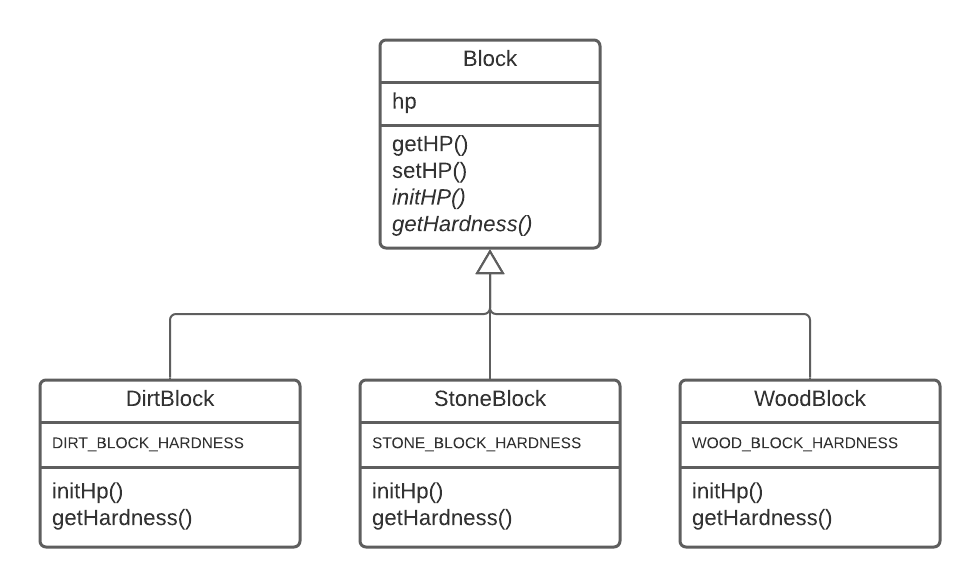 Block
hp
getHP()
setHP()
initHP()
getHardness()
DirtBlock
DIRT_BLOCK_HARDNESS
initHp()
getHardness()
StoneBlock
STONE_BLOCK_HARDNESS
initHp()
getHardness()
WoodBlock
WOOD_BLOCK_HARDNESS
initHp()
getHardness()